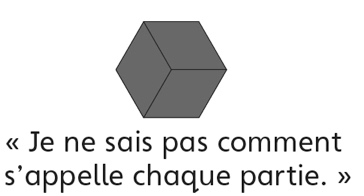 « Je ne sais pas comment
s’appelle chaque partie. »